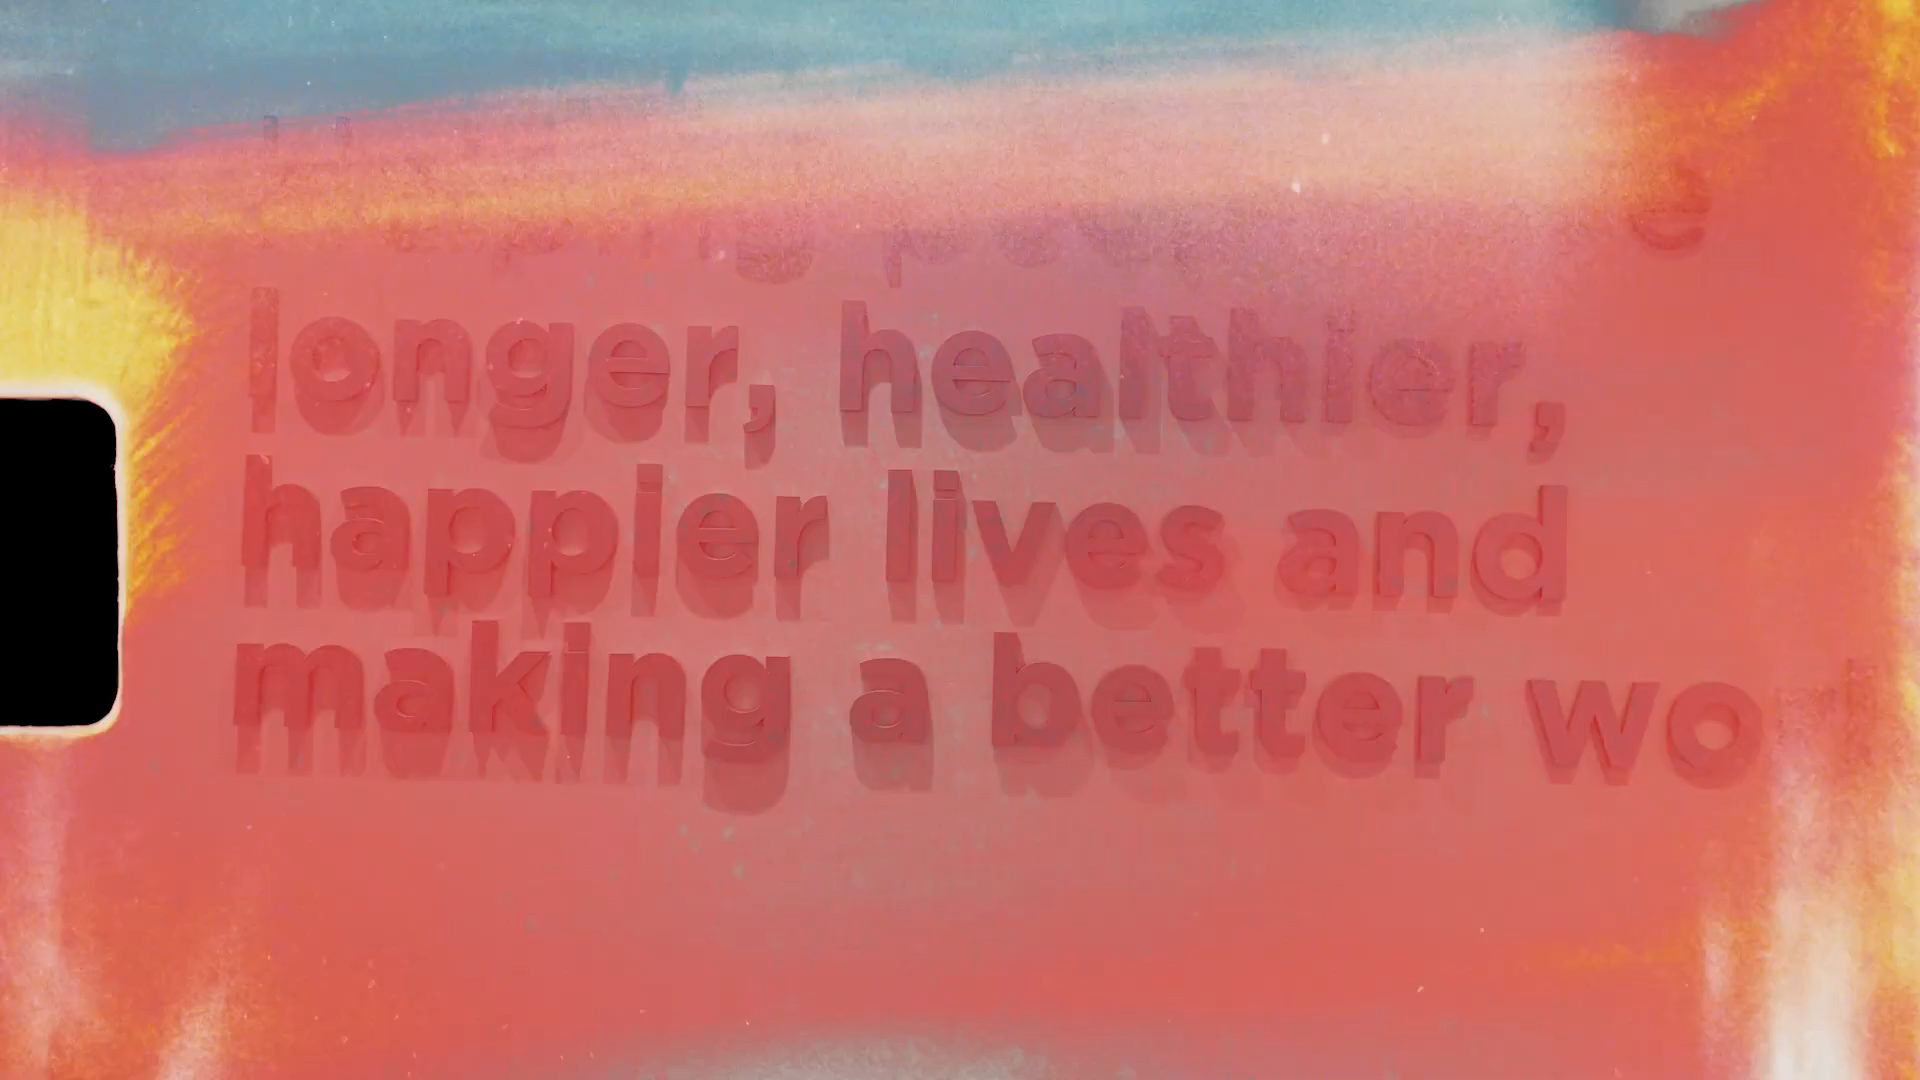 longer, healthier,
happier lives and
making a better wo